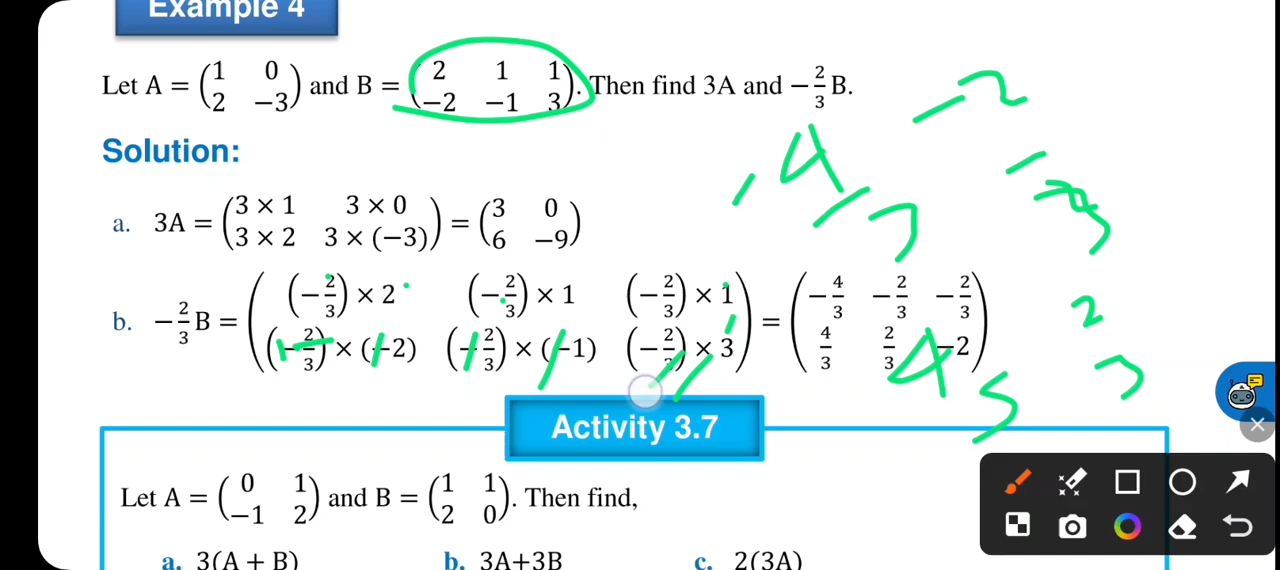 Example 4
Let A = (1 0 2 −3) and B = (2 1 1 −2 −1 3). Then find 3A and −2/3 B.
−2
4
Solution:
a. 3A = (3 × 1 3 × 0 3 × 2 3 × (−3)) = (3 0 6 −9)
b. −2/3 B = ((−2/3) × 2 (−2/3) × 1 (−2/3) × 1 (−2/3) × (−2) (−2/3) × (−1) (−2/3) × 3) = (−4/3 −2/3 −2/3 4/3 2/3 −2)
2
4
Activity 3.7
Let A = (0 1 −1 2) and B = (1 1 2 0). Then find,
a. 3(A + B) b. 3A+3B c. 2(3A)